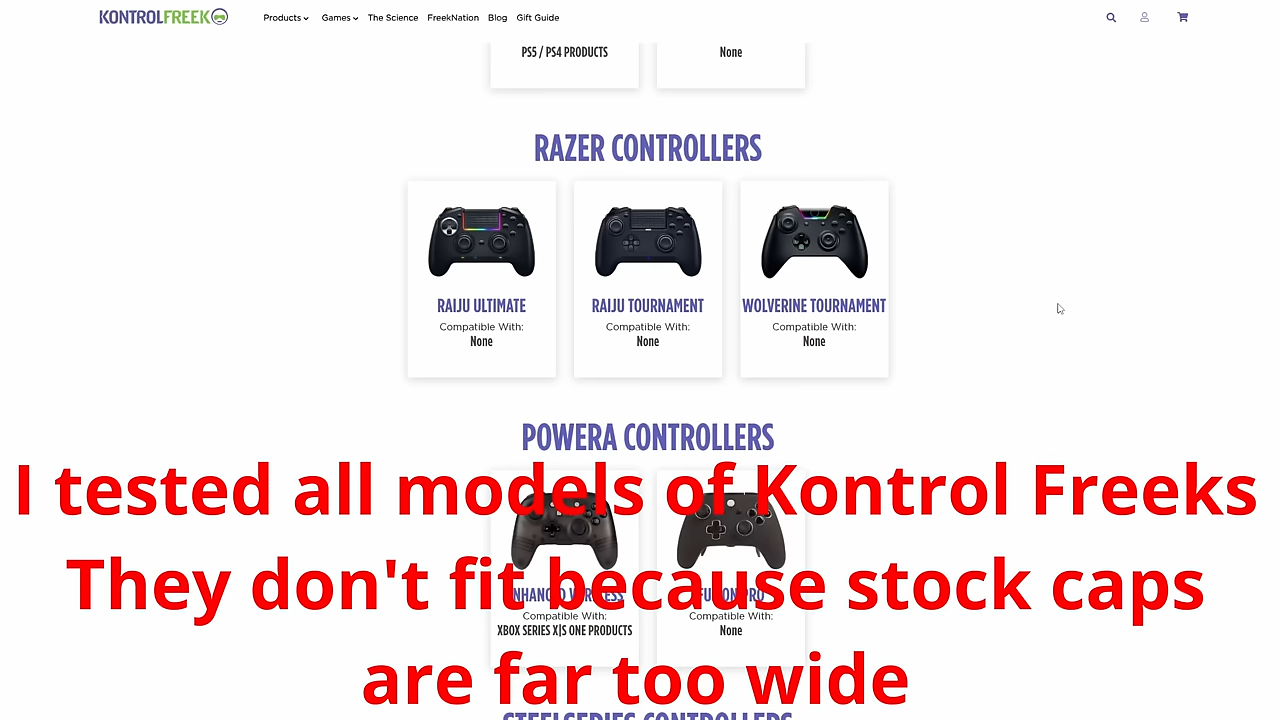 KONTROLFREEK
Products Games The Science FreekNation Blog Gift Guide
PS5 / PS4 PRODUCTS None
RAZER CONTROLLERS
RAIJU ULTIMATE RAIJU TOURNAMENT WOLVERINE TOURNAMENT
Compatible With: Compatible With: Compatible With:
None None None
POWERA CONTROLLERS
I tested all models of Kontrol Freeks
They don't fit because stock caps
are far too wide
Compatible With: Compatible With:
XBOX SERIES X|S ONE PRODUCTS None
STEELSERIES CONTROLLERS